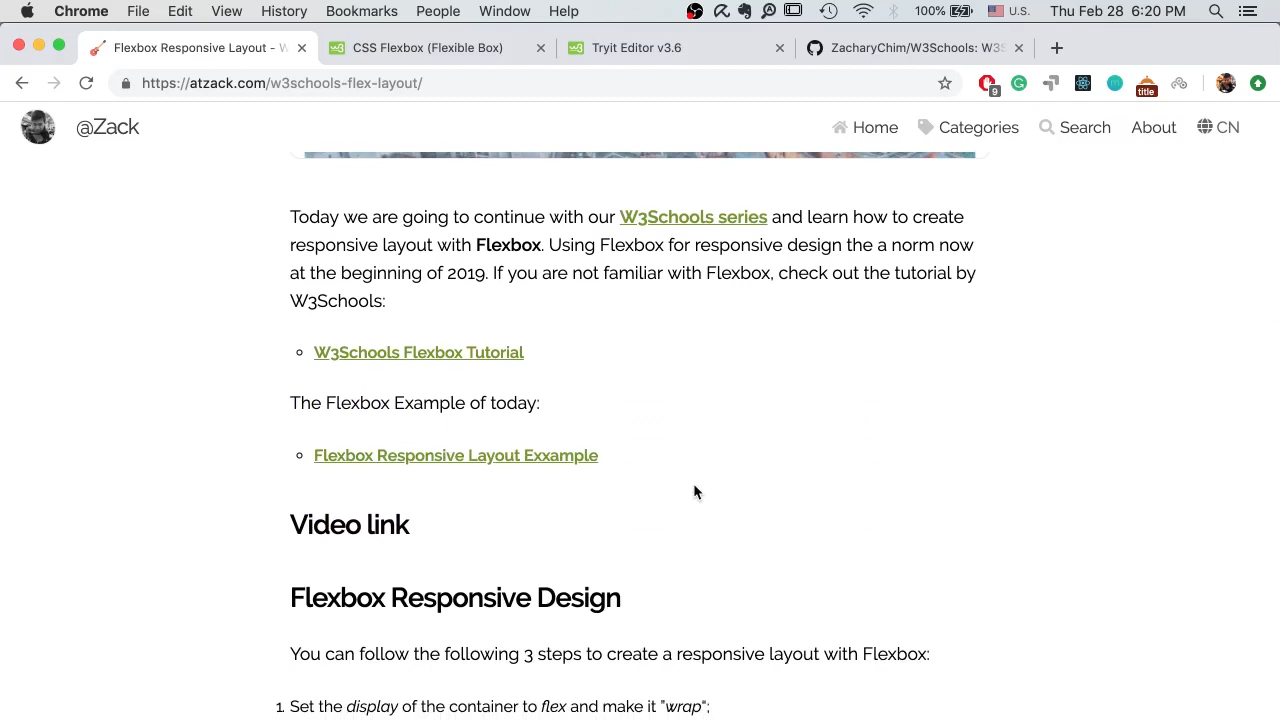 Chrome File Edit View History Bookmarks People Window Help 100% U.S. Thu Feb 28 6:20 PM
Flexbox Responsive Layout - W CSS Flexbox (Flexible Box) Tryit Editor v3.6 ZacharyChim/W3Schools: W3S
https://atzack.com/w3schools-flex-layout/ 9 title
@Zack Home Categories Search About CN
Today we are going to continue with our W3Schools series and learn how to create
responsive layout with Flexbox. Using Flexbox for responsive design the a norm now
at the beginning of 2019. If you are not familiar with Flexbox, check out the tutorial by
W3Schools:
W3Schools Flexbox Tutorial
The Flexbox Example of today:
Flexbox Responsive Layout Exxample
Video link
Flexbox Responsive Design
You can follow the following 3 steps to create a responsive layout with Flexbox:
1. Set the display of the container to flex and make it "wrap";